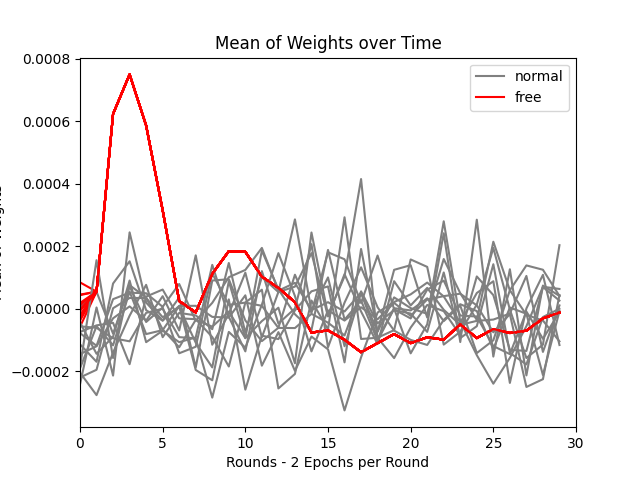 Mean of Weights over Time
0.0008
0.0006
0.0004
0.0002
0.0000
−0.0002
normal
free
0 5 10 15 20 25 30
Rounds - 2 Epochs per Round